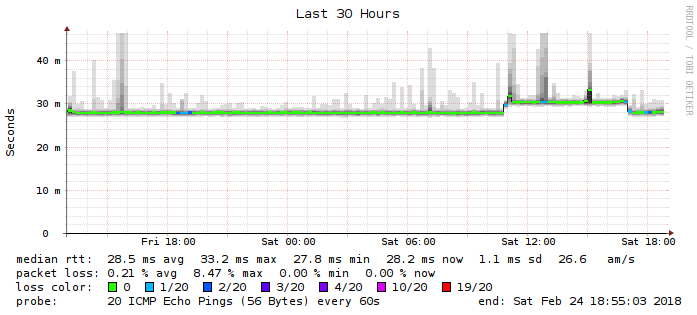 Last 30 Hours
RRDTOOL / TOBI OETIKER
Seconds
40 m
30 m
20 m
10 m
0
Fri 18:00 Sat 00:00 Sat 06:00 Sat 12:00 Sat 18:00
median rtt: 28.5 ms avg 33.2 ms max 27.8 ms min 28.2 ms now 1.1 ms sd 26.6 am/s
packet loss: 0.21 % avg 8.47 % max 0.00 % min 0.00 % now
loss color: 0 1/20 2/20 3/20 4/20 10/20 19/20
probe: 20 ICMP Echo Pings (56 Bytes) every 60s end: Sat Feb 24 18:55:03 2018